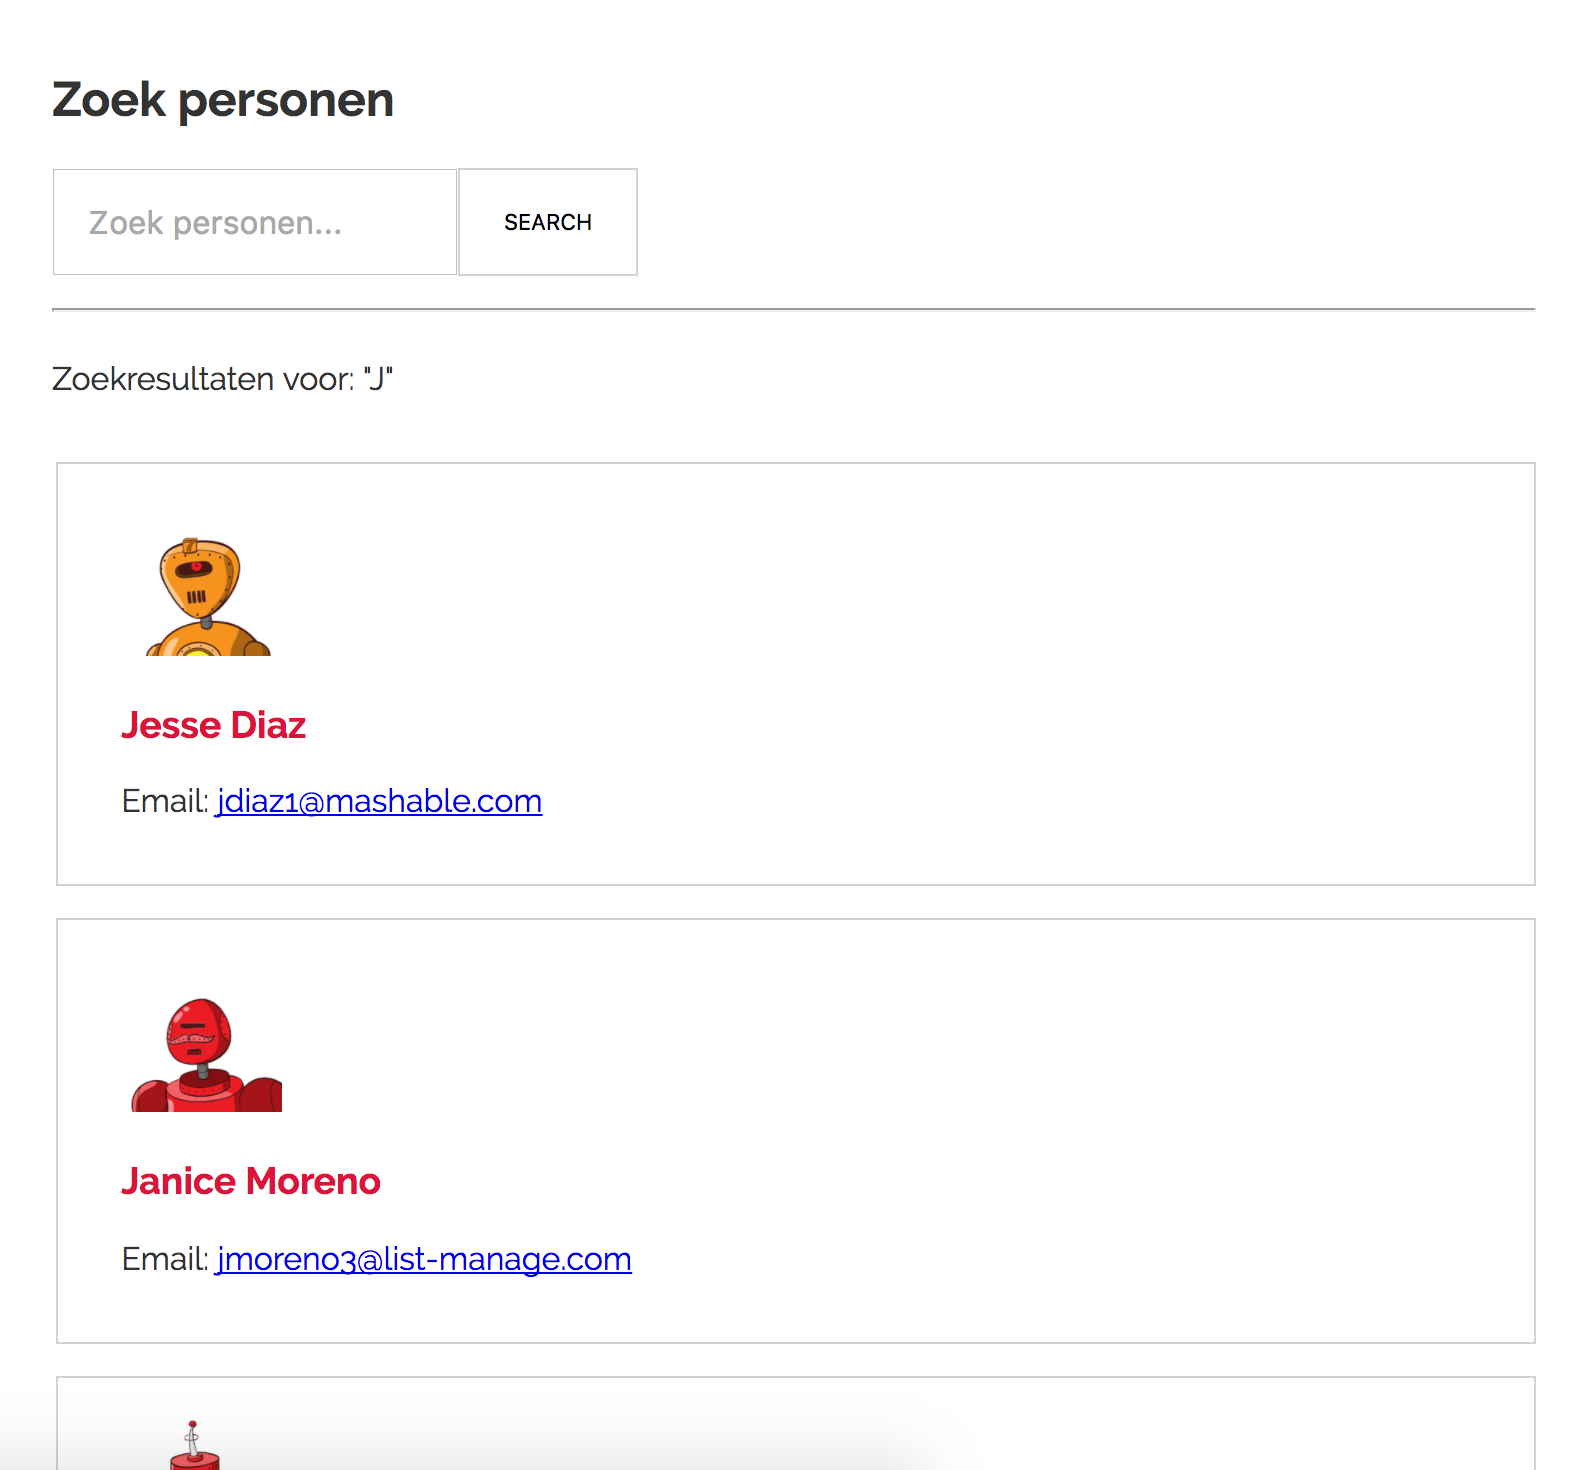 Zoek personen
Zoek personen...
SEARCH
Zoekresultaten voor: "J"
Jesse Diaz
Email: jdiaz1@mashable.com
Janice Moreno
Email: jmoreno3@list-manage.com